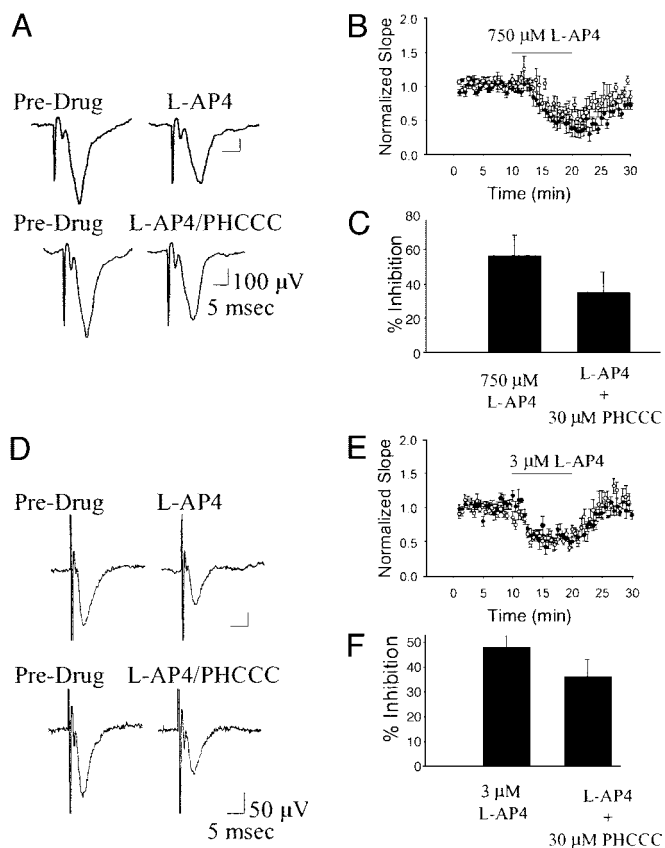 A
Pre-Drug
L-AP4
Pre-Drug
L-AP4/PHCCC
100 µV
5 msec
B
750 µM L-AP4
Normalized Slope
2.0
1.5
1.0
0.5
0.0
0 5 10 15 20 25 30
Time (min)
C
% Inhibition
80
60
40
20
0
750 µM
L-AP4
L-AP4
+
30 µM PHCCC
D
Pre-Drug
L-AP4
Pre-Drug
L-AP4/PHCCC
50 µV
5 msec
E
3 µM L-AP4
Normalized Slope
2.0
1.5
1.0
0.5
0.0
0 5 10 15 20 25 30
Time (min)
F
% Inhibition
50
40
30
20
10
0
3 µM
L-AP4
L-AP4
+
30 µM PHCCC